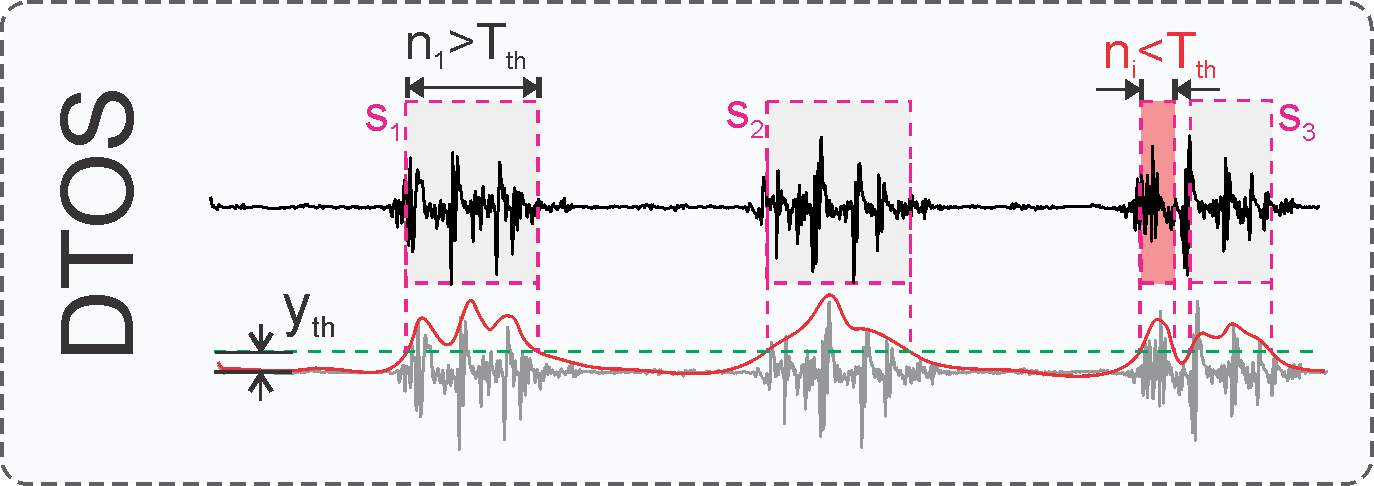 DTOS
n₁>Tₜₕ
nᵢ<Tₜₕ
s₁
s₂
s₃
yₜₕ